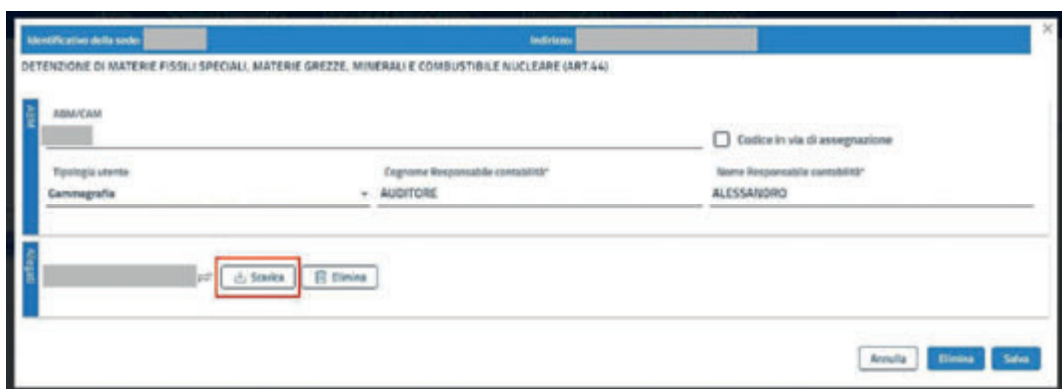 Identificativo della sede: Indirizzo: ×
DETENZIONE DI MATERIE FISSILI SPECIALI, MATERIE GREZZE, MINERALI E COMBUSTIBILE NUCLEARE (ART.44)
ABM
ABM/CAM
Codice in via di assegnazione
Tipologia utente Cognome Responsabile contabilità* Nome Responsabile contabilità*
Gammagrafia AUDITORE ALESSANDRO
Allegato
pdf Scarica Elimina
Annulla Elimina Salva